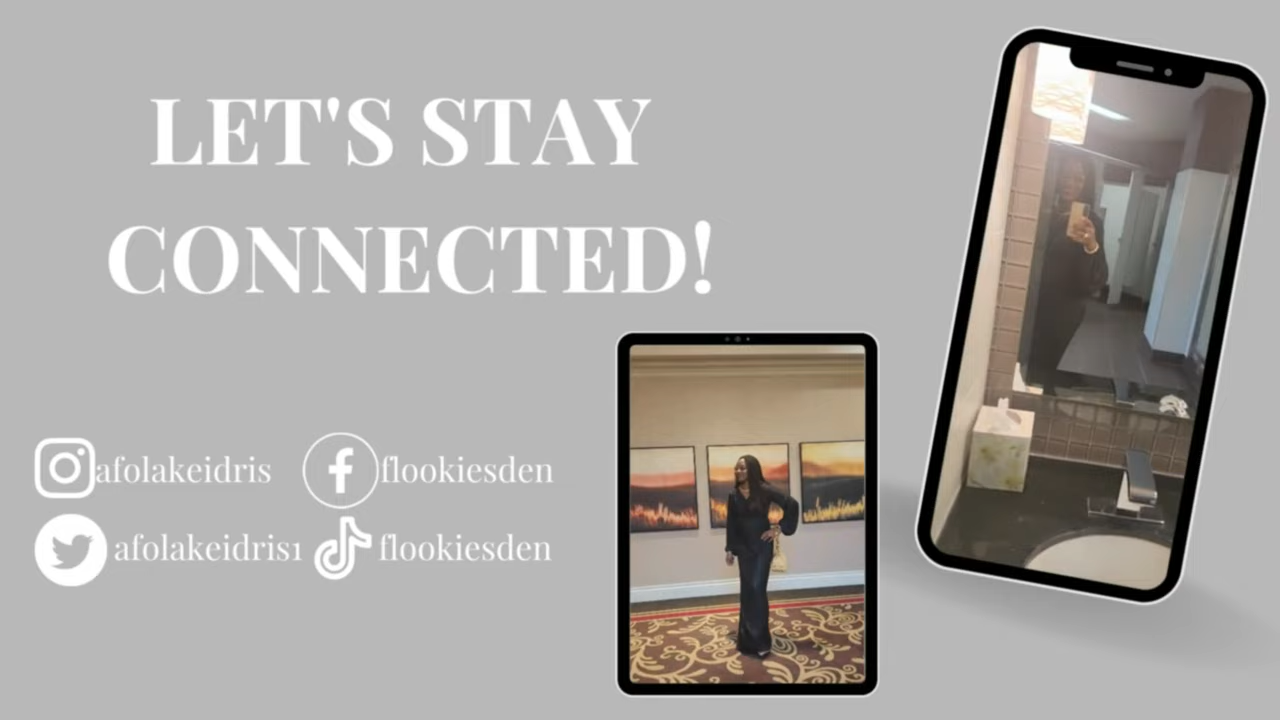 LET'S STAY
CONNECTED!
afolakeidris
flookiesden
afolakeidris1
flookiesden